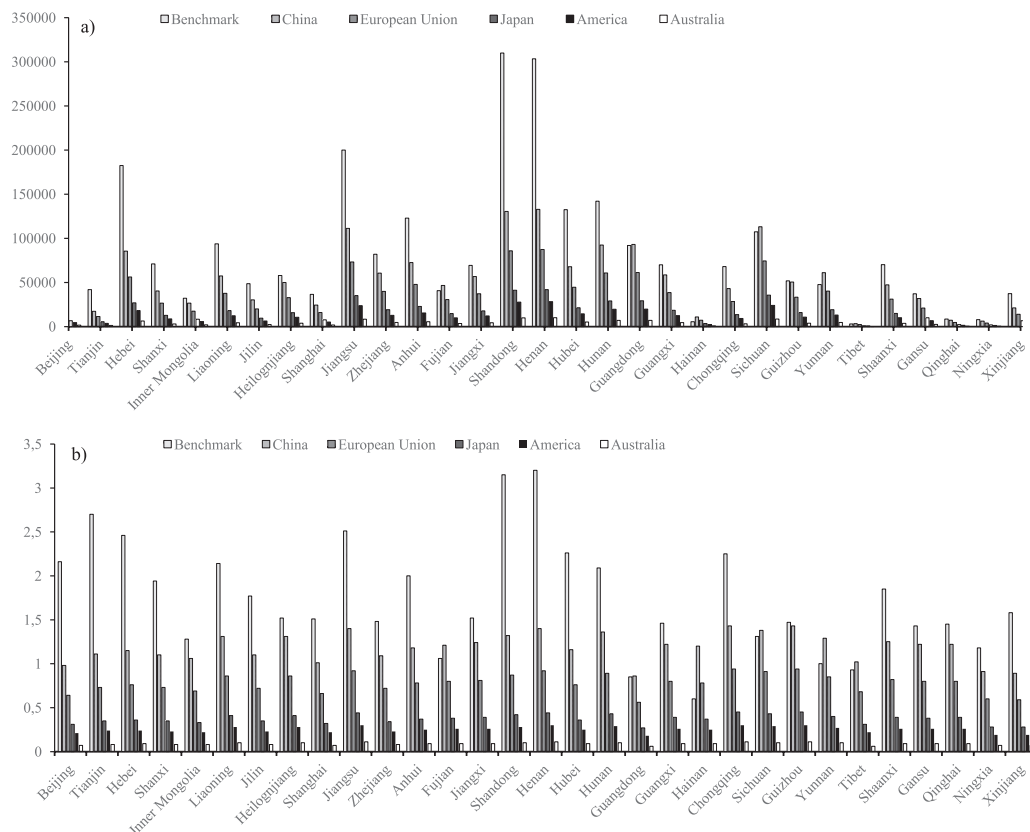 a)
Benchmark China European Union Japan America Australia
350000
300000
250000
200000
150000
100000
50000
0
Beijing Tianjin Hebei Shanxi Inner Mongolia Liaoning Jilin Heilognjiang Shanghai Jiangsu Zhejiang Anhui Fujian Jiangxi Shandong Henan Hubei Hunan Guangdong Guangxi Hainan Chongqing Sichuan Guizhou Yunnan Tibet Shaanxi Gansu Qinghai Ningxia Xinjiang
b)
Benchmark China European Union Japan America Australia
3,5
3
2,5
2
1,5
1
0,5
0
Beijing Tianjin Hebei Shanxi Inner Mongolia Liaoning Jilin Heilognjiang Shanghai Jiangsu Zhejiang Anhui Fujian Jiangxi Shandong Henan Hubei Hunan Guangdong Guangxi Hainan Chongqing Sichuan Guizhou Yunnan Tibet Shaanxi Gansu Qinghai Ningxia Xinjiang